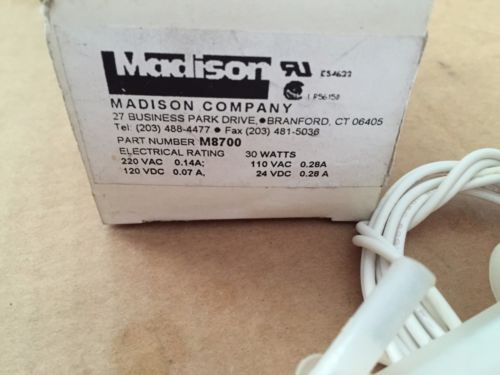 Madison
E54622
LR56158
MADISON COMPANY
27 BUSINESS PARK DRIVE,●BRANFORD, CT 06405
Tel: (203) 488-4477 ● Fax (203) 481-5036
PART NUMBER M8700
ELECTRICAL RATING 30 WATTS
220 VAC 0.14A; 110 VAC 0.28A
120 VDC 0.07 A, 24 VDC 0.28 A